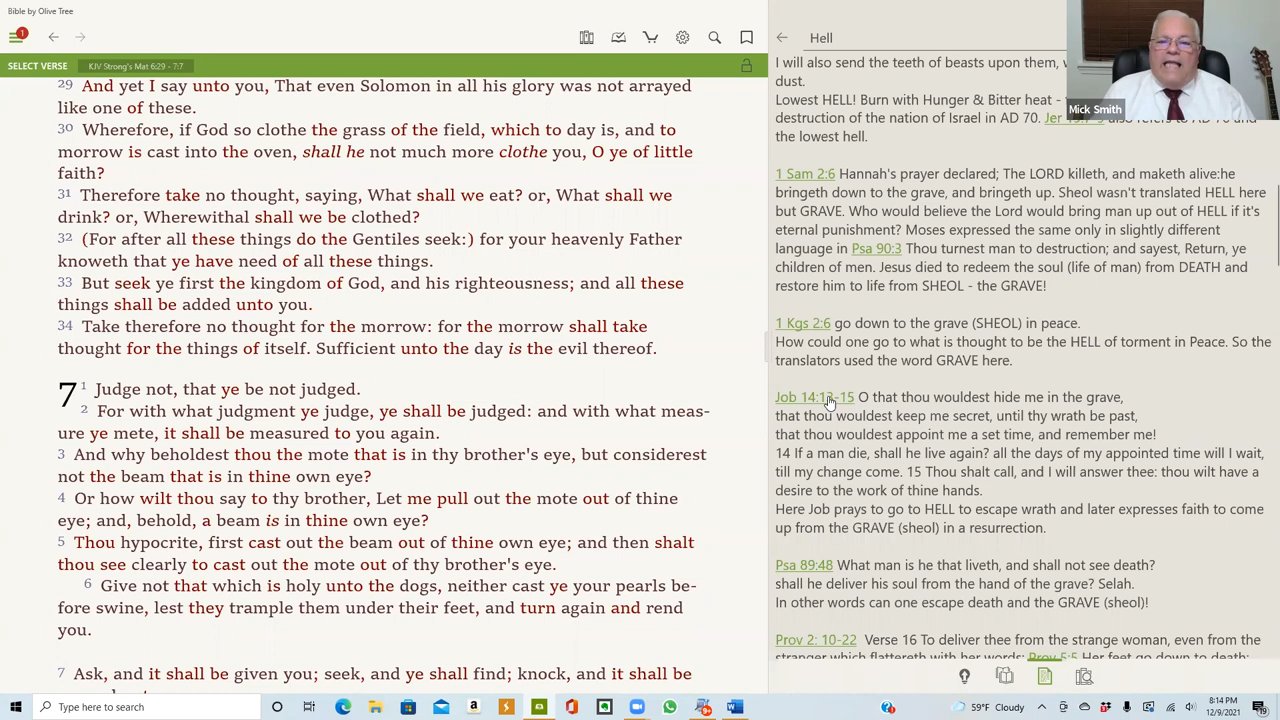 Bible by Olive Tree
1
SELECT VERSE KJV Strong's Mat 6:29 - 7:7
29 And yet I say unto you, That even Solomon in all his glory was not arrayed
like one of these.
30 Wherefore, if God so clothe the grass of the field, which to day is, and to
morrow is cast into the oven, shall he not much more clothe you, O ye of little
faith?
31 Therefore take no thought, saying, What shall we eat? or, What shall we
drink? or, Wherewithal shall we be clothed?
32 (For after all these things do the Gentiles seek:) for your heavenly Father
knoweth that ye have need of all these things.
33 But seek ye first the kingdom of God, and his righteousness; and all these
things shall be added unto you.
34 Take therefore no thought for the morrow: for the morrow shall take
thought for the things of itself. Sufficient unto the day is the evil thereof.
7 1 Judge not, that ye be not judged.
2 For with what judgment ye judge, ye shall be judged: and with what meas-
ure ye mete, it shall be measured to you again.
3 And why beholdest thou the mote that is in thy brother's eye, but considerest
not the beam that is in thine own eye?
4 Or how wilt thou say to thy brother, Let me pull out the mote out of thine
eye; and, behold, a beam is in thine own eye?
5 Thou hypocrite, first cast out the beam out of thine own eye; and then shalt
thou see clearly to cast out the mote out of thy brother's eye.
6 Give not that which is holy unto the dogs, neither cast ye your pearls be-
fore swine, lest they trample them under their feet, and turn again and rend
you.
7 Ask, and it shall be given you; seek, and ye shall find; knock, and it shall be
Hell
I will also send the teeth of beasts upon them,
dust.
Lowest HELL! Burn with Hunger & Bitter heat -
destruction of the nation of Israel in AD 70. also refers to AD 70 and
the lowest hell.
1 Sam 2:6 Hannah's prayer declared; The LORD killeth, and maketh alive:he
bringeth down to the grave, and bringeth up. Sheol wasn't translated HELL here
but GRAVE. Who would believe the Lord would bring man up out of HELL if it's
eternal punishment? Moses expressed the same only in slightly different
language in Psa 90:3 Thou turnest man to destruction; and sayest, Return, ye
children of men. Jesus died to redeem the soul (life of man) from DEATH and
restore him to life from SHEOL - the GRAVE!
1 Kgs 2:6 go down to the grave (SHEOL) in peace.
How could one go to what is thought to be the HELL of torment in Peace. So the
translators used the word GRAVE here.
Job 14:13-15 O that thou wouldest hide me in the grave,
that thou wouldest keep me secret, until thy wrath be past,
that thou wouldest appoint me a set time, and remember me!
14 If a man die, shall he live again? all the days of my appointed time will I wait,
till my change come. 15 Thou shalt call, and I will answer thee: thou wilt have a
desire to the work of thine hands.
Here Job prays to go to HELL to escape wrath and later expresses faith to come
up from the GRAVE (sheol) in a resurrection.
Psa 89:48 What man is he that liveth, and shall not see death?
shall he deliver his soul from the hand of the grave? Selah.
In other words can one escape death and the GRAVE (sheol)!
Prov 2: 10-22 Verse 16 To deliver thee from the strange woman, even from the
stranger which flattereth with her words; Prov 5:5 Her feet go down to death;
Mick Smith
Type here to search
59°F Cloudy
8:14 PM
12/9/2021
19